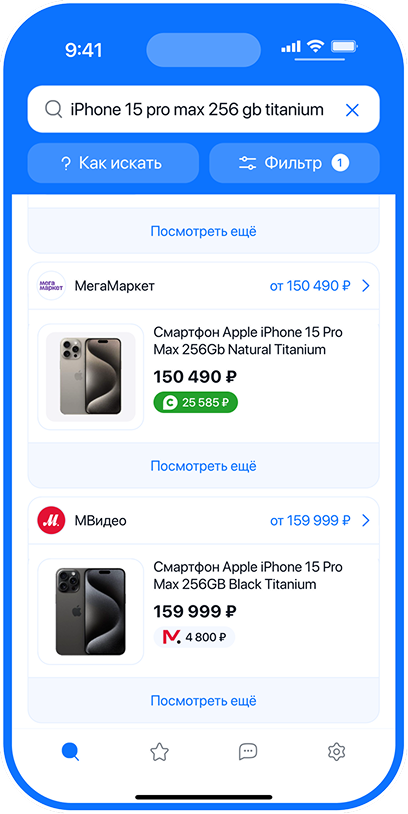 9:41
iPhone 15 pro max 256 gb titanium
? Как искать
Фильтр 1
Посмотреть ещё
мега маркет
МегаМаркет
от 150 490 ₽
Смартфон Apple iPhone 15 Pro
Max 256Gb Natural Titanium
150 490 ₽
С 25 585 ₽
Посмотреть ещё
М.
МВидео
от 159 999 ₽
Смартфон Apple iPhone 15 Pro
Max 256GB Black Titanium
159 999 ₽
М. 4 800 ₽
Посмотреть ещё